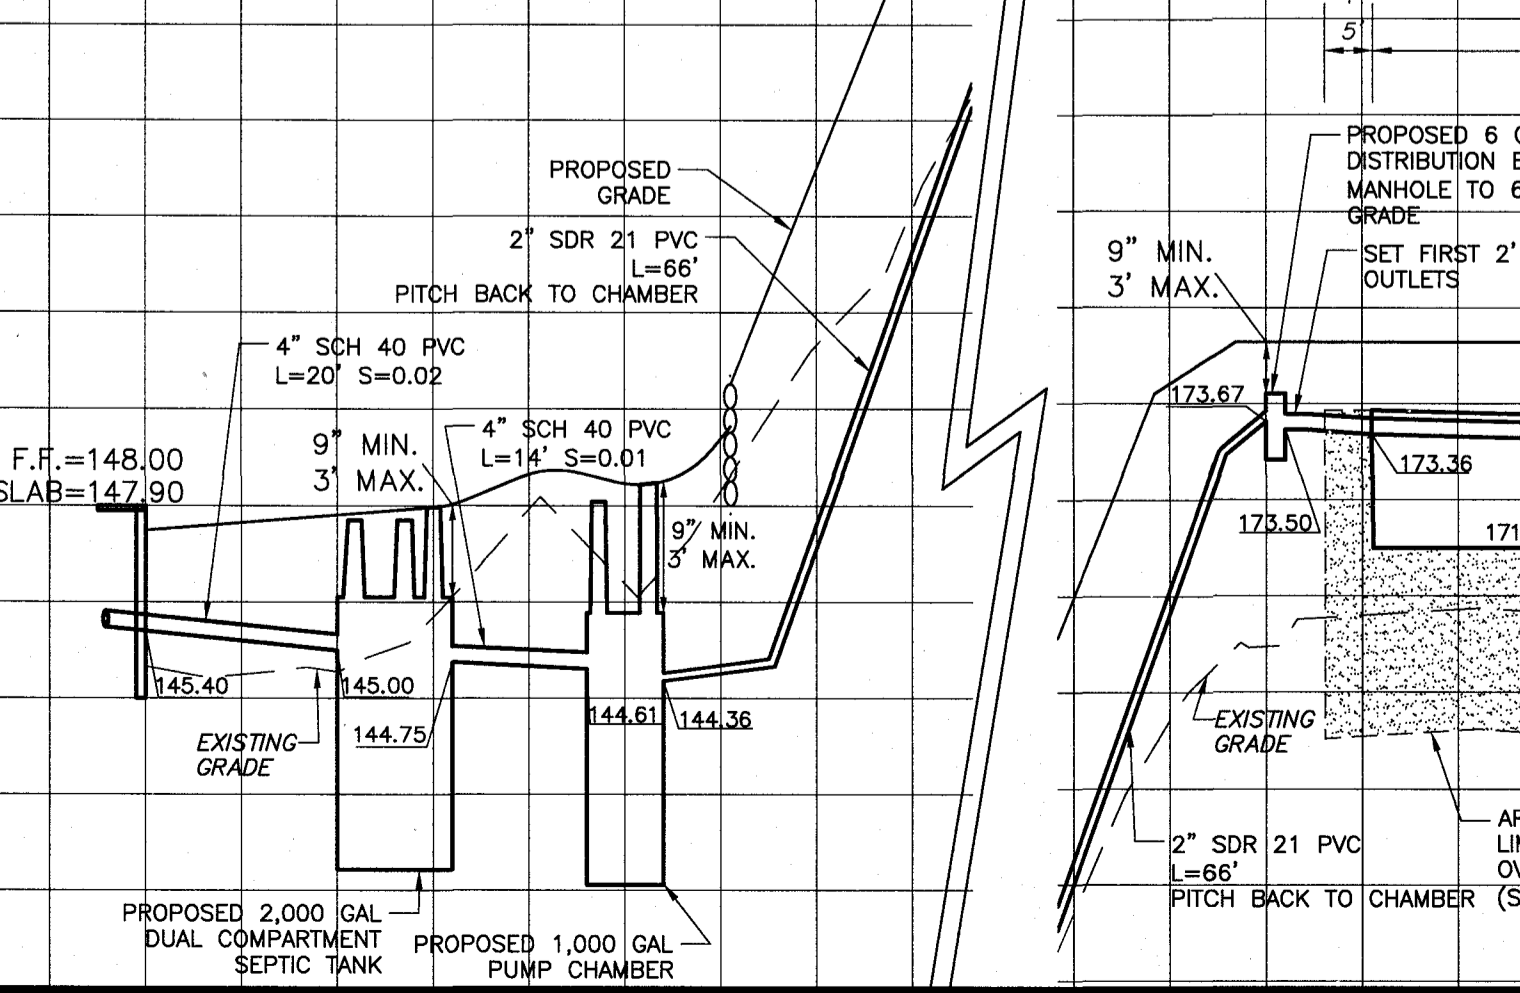 PROPOSED
GRADE
2" SDR 21 PVC
L=66'
PITCH BACK TO CHAMBER
4" SCH 40 PVC
L=20' S=0.02
9" MIN.
3' MAX.
4" SCH 40 PVC
L=14' S=0.01
F.F.=148.00
SLAB=147.90
9" MIN.
3' MAX.
145.40
145.00
144.75
144.61
144.36
EXISTING
GRADE
PROPOSED 2,000 GAL
DUAL COMPARTMENT
SEPTIC TANK
PROPOSED 1,000 GAL
PUMP CHAMBER
5'
PROPOSED 6
DISTRIBUTION
MANHOLE TO 6
GRADE
9" MIN.
3' MAX.
SET FIRST 2'
OUTLETS
173.67
173.36
173.50
171
EXISTING
GRADE
2" SDR 21 PVC
L=66'
PITCH BACK TO CHAMBER (S